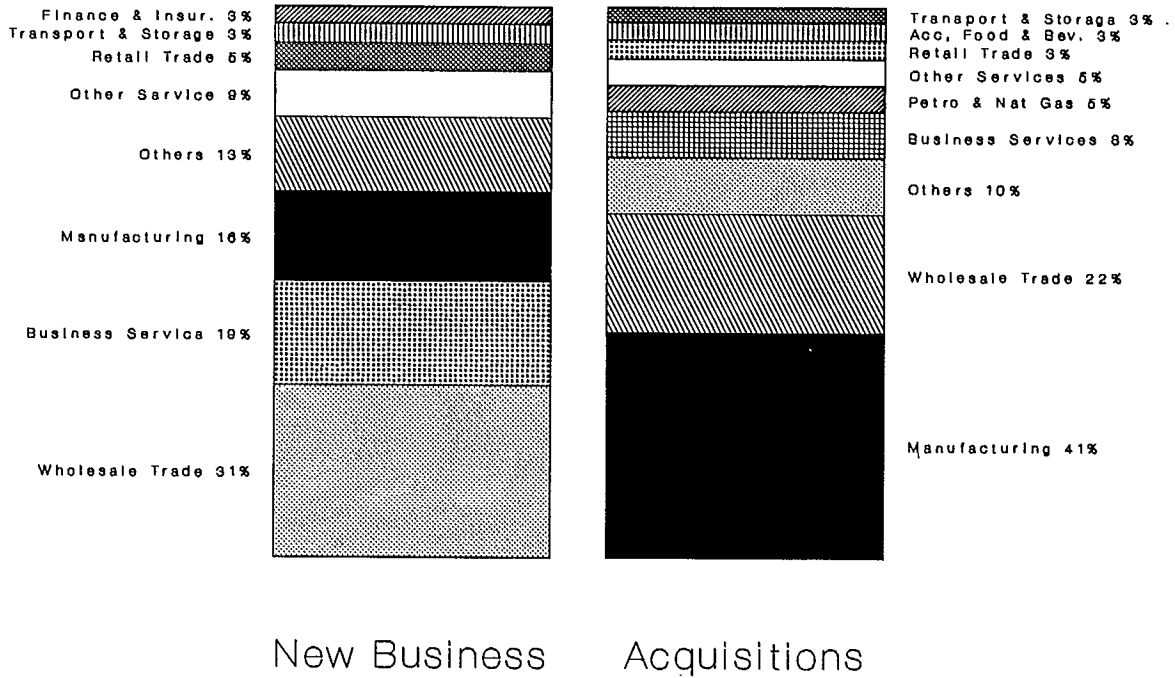 Finance & Insur. 3%
Transport & Storage 3%
Retail Trade 5%
Other Sarvice 9%
Others 13%
Manufacturing 16%
Business Servica 19%
Wholesale Trade 31%
Transport & Storaga 3%
Acc, Food & Bev. 3%
Retail Trade 3%
Other Services 5%
Petro & Nat Gas 5%
Business Services 8%
Others 10%
Wholesale Trade 22%
Manufacturing 41%
New Business
Acquisitions